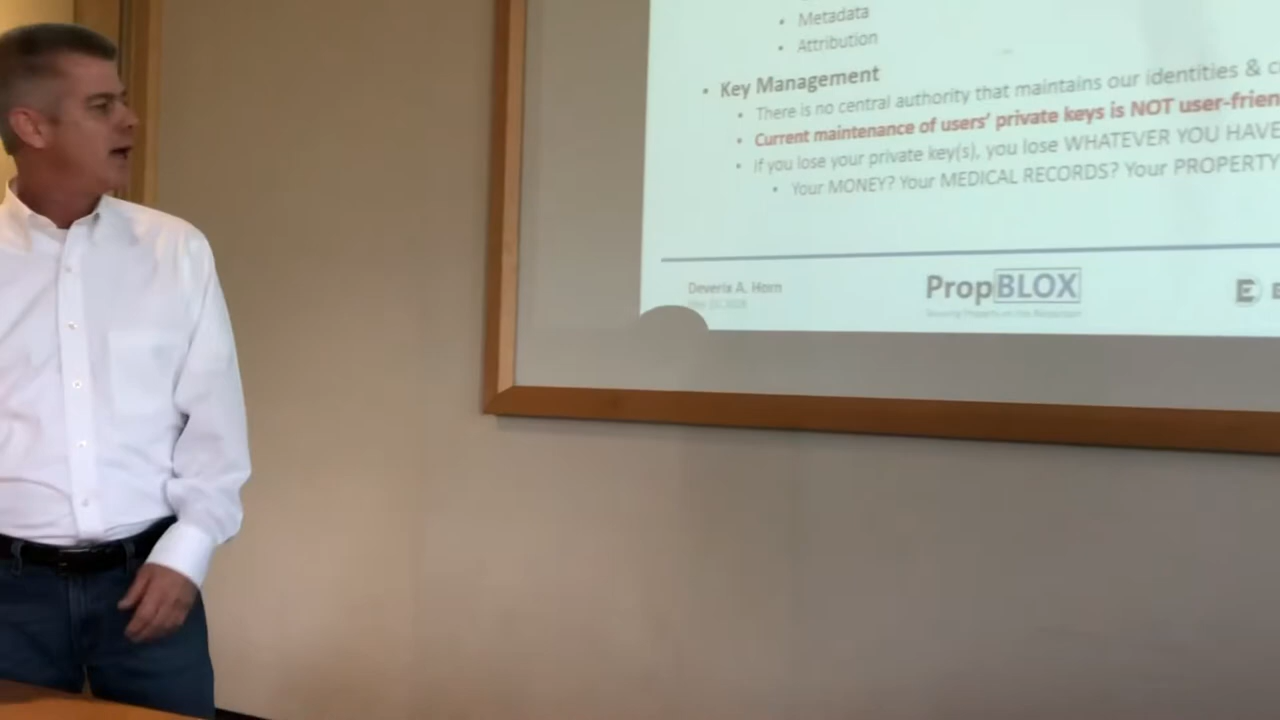 • Metadata
• Attribution
• Key Management
• There is no central authority that maintains our identities &
• Current maintenance of users' private keys is NOT
• If you lose your private key(s), you lose WHATEVER YOU HAVE
• Your MONEY? Your MEDICAL RECORDS? Your PROPERTY
Deverix A. Horn
PropBLOX
E